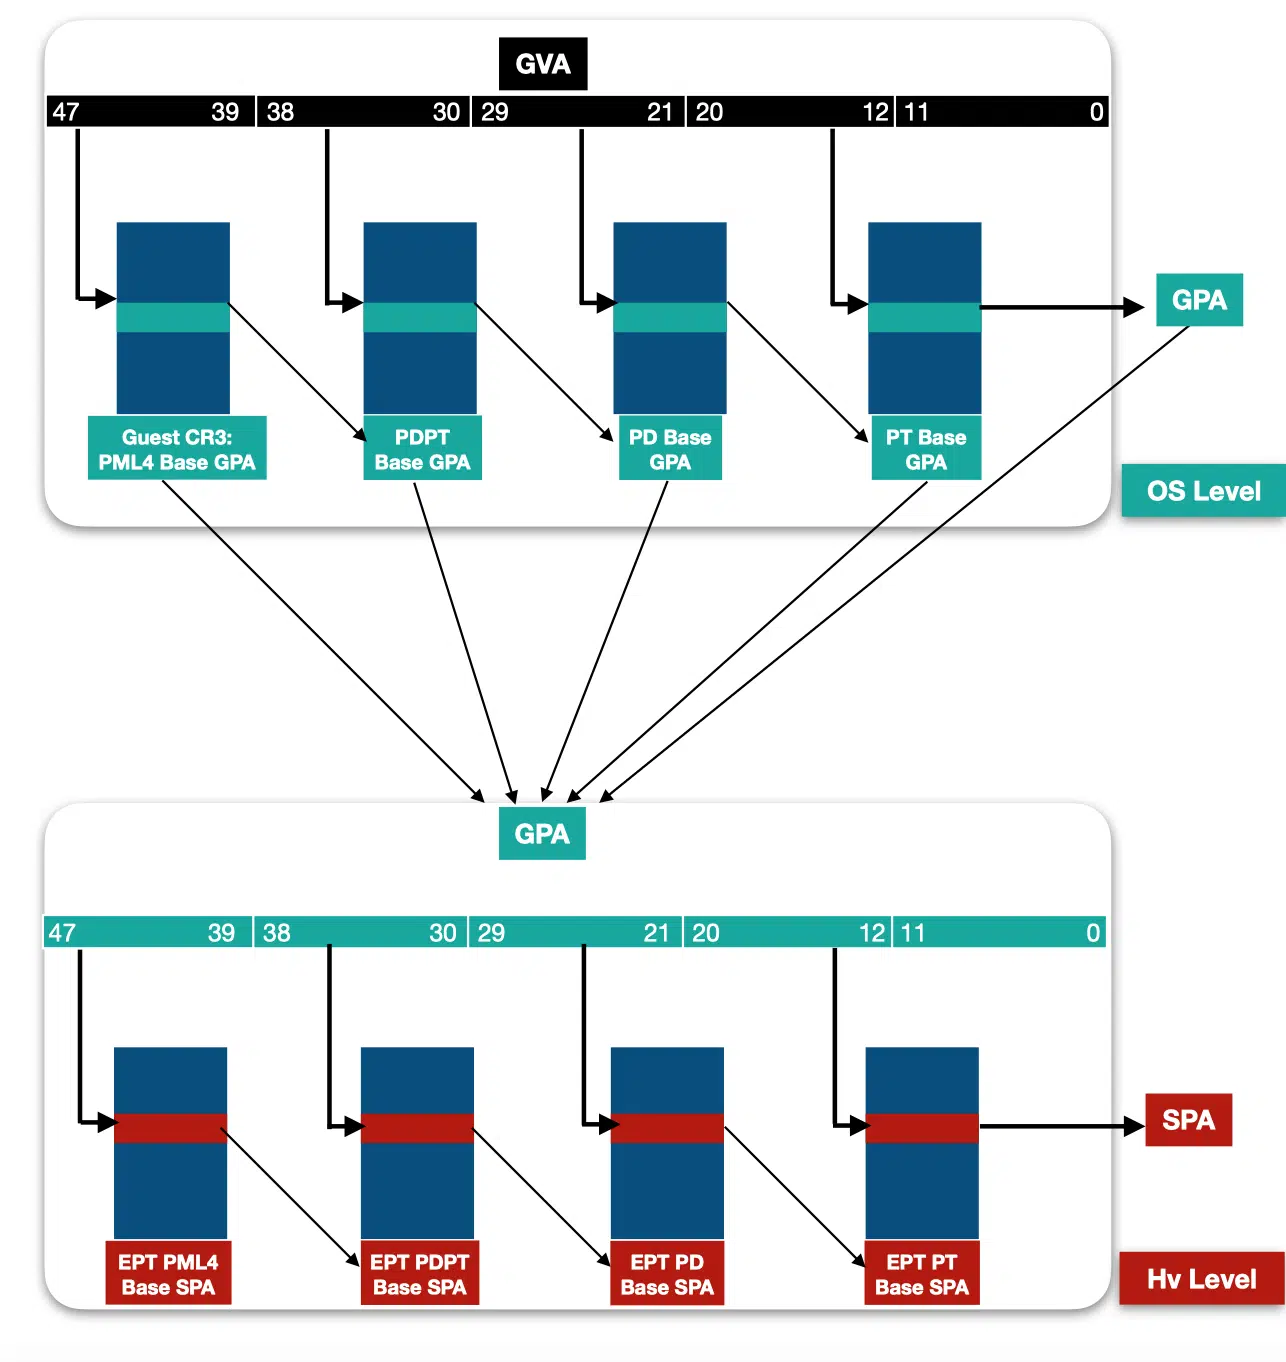 GVA
47 39 38 30 29 21 20 12 11 0
GPA
Guest CR3:
PML4 Base GPA
PDPT
Base GPA
PD Base
GPA
PT Base
GPA
OS Level
GPA
47 39 38 30 29 21 20 12 11 0
SPA
EPT PML4
Base SPA
EPT PDPT
Base SPA
EPT PD
Base SPA
EPT PT
Base SPA
Hv Level